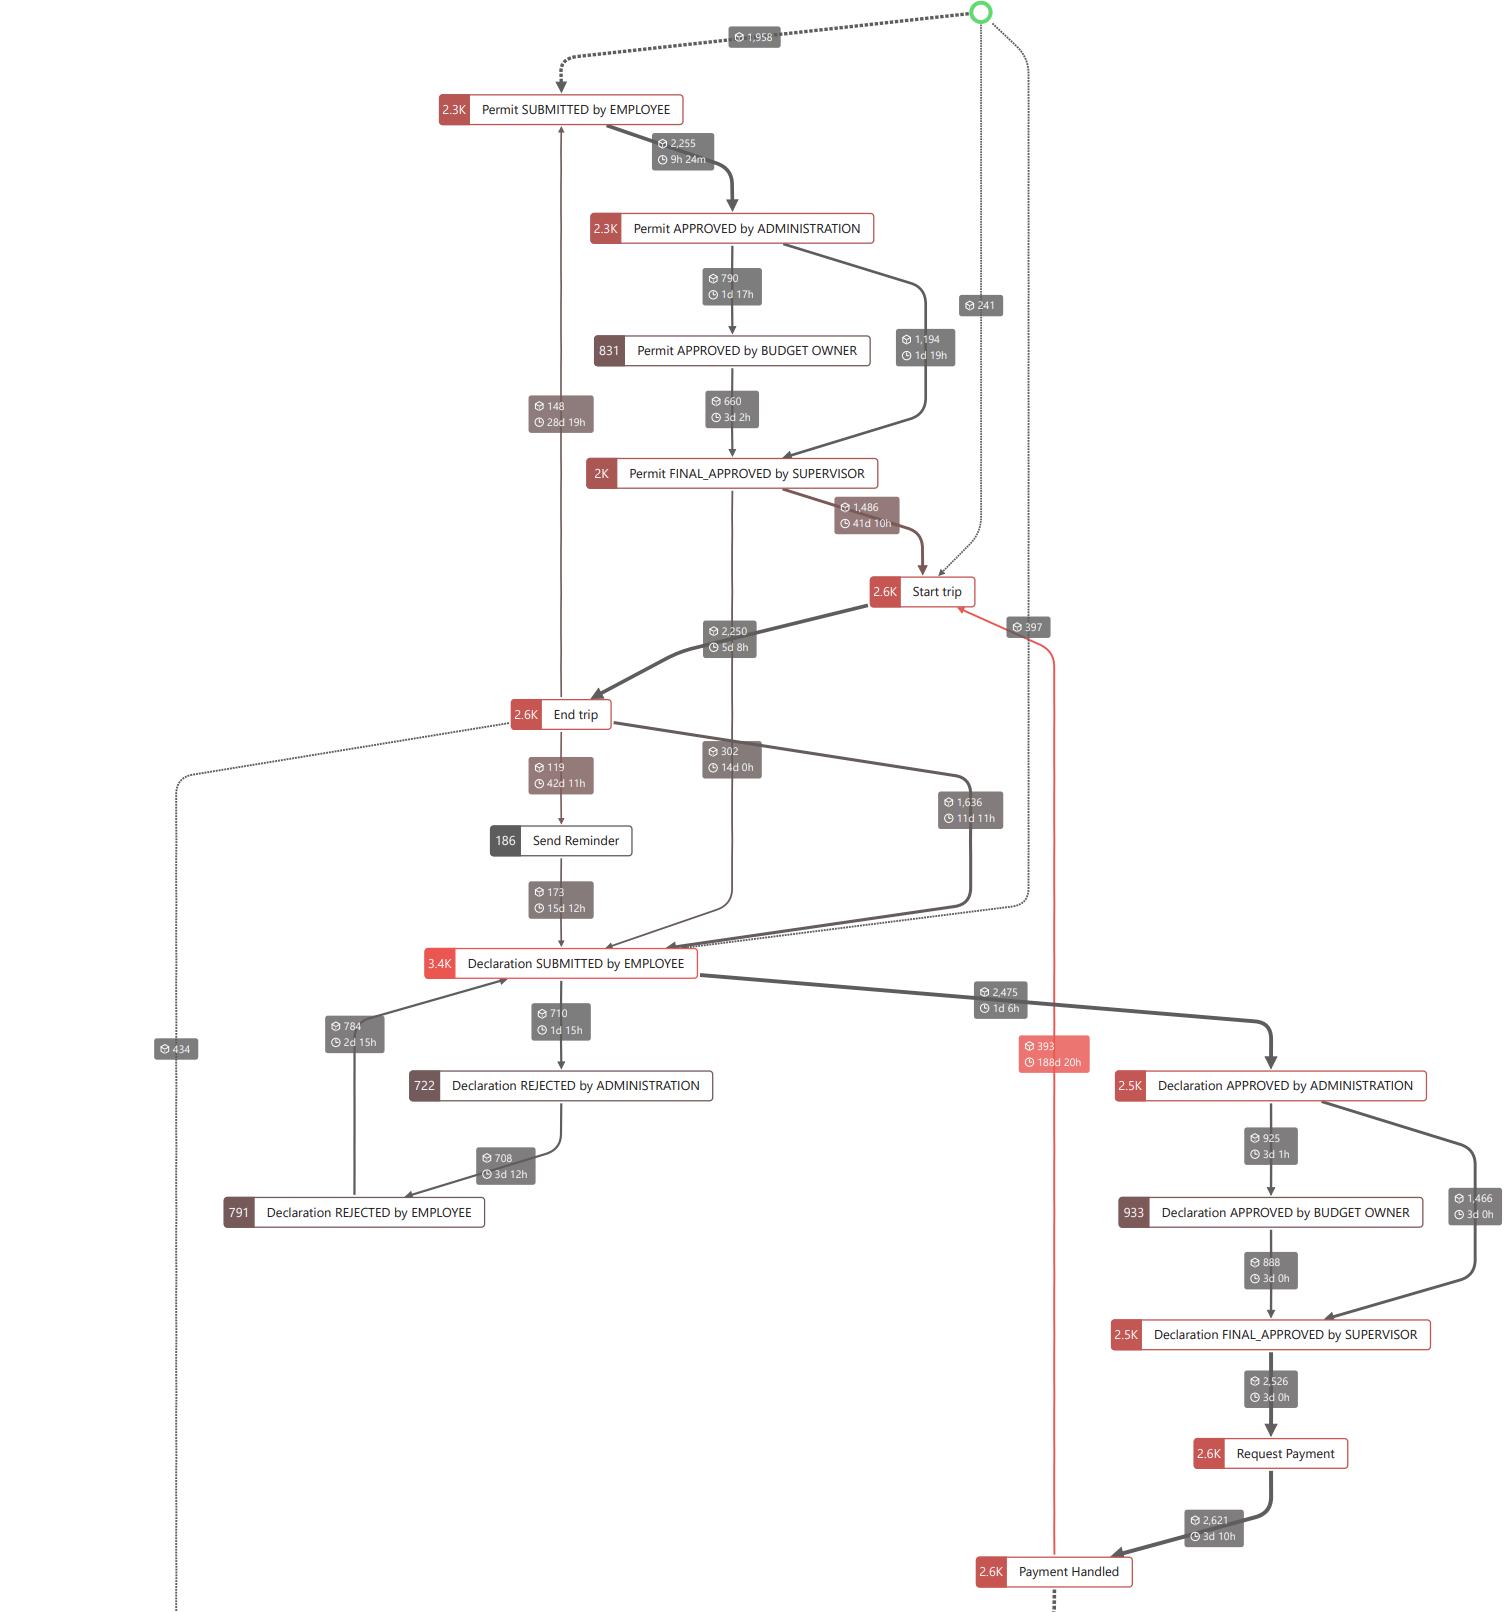 1,958
2.3K Permit SUBMITTED by EMPLOYEE
2,255
9h 24m
2.3K Permit APPROVED by ADMINISTRATION
790
1d 17h
241
1,194
1d 19h
831 Permit APPROVED by BUDGET OWNER
148
28d 19h
660
3d 2h
2K Permit FINAL_APPROVED by SUPERVISOR
1,486
41d 10h
2.6K Start trip
397
2,250
5d 8h
2.6K End trip
302
14d 0h
119
42d 11h
1,636
11d 11h
186 Send Reminder
173
15d 12h
3.4K Declaration SUBMITTED by EMPLOYEE
2,475
1d 6h
710
1d 15h
784
2d 15h
434
393
188d 20h
722 Declaration REJECTED by ADMINISTRATION
2.5K Declaration APPROVED by ADMINISTRATION
925
3d 1h
708
3d 12h
1,466
3d 0h
791 Declaration REJECTED by EMPLOYEE
933 Declaration APPROVED by BUDGET OWNER
888
3d 0h
2.5K Declaration FINAL_APPROVED by SUPERVISOR
2,526
3d 0h
2.6K Request Payment
2,621
3d 10h
2.6K Payment Handled